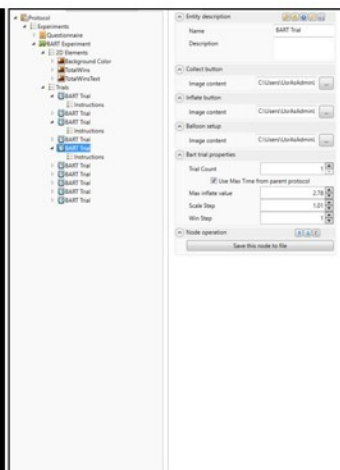 Protocol
Experiments
Questionnaire
BART Experiment
2D Elements
Background Color
TotalWins
TotalWinsText
Trials
BART Trial
Instructions
BART Trial
BART Trial
Instructions
BART Trial
BART Trial
Instructions
BART Trial
BART Trial
BART Trial
BART Trial
BART Trial
Entity description
Name BART Trial
Description
Collect button
Image content ...
Inflate button
Image content ...
Balloon setup
Image content ...
Bart trial properties
Trial Count 1
Use Max Time from parent protocol
Max inflate value 2.78
Scale Step 1.01
Win Step 1
Node operation
Save this node to file